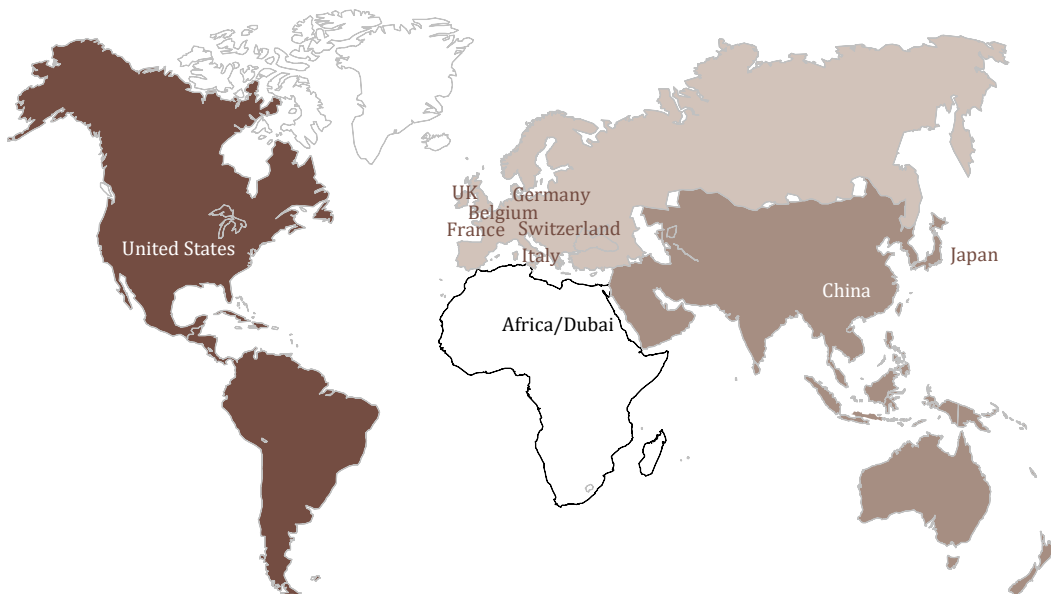 UK
Germany
Belgium
France
Switzerland
United States
Italy
Japan
China
Africa/Dubai